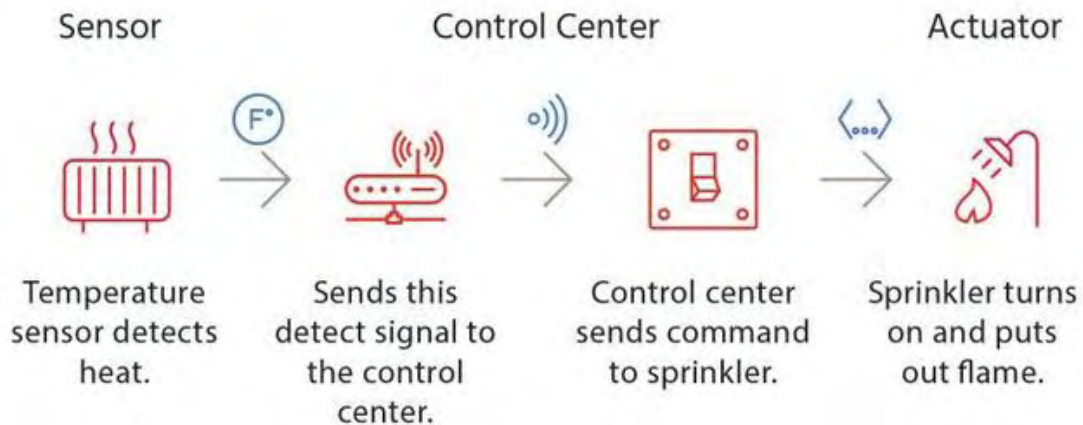 Sensor
Control Center
Actuator
F°
Temperature
sensor detects
heat.
Sends this
detect signal to
the control
center.
Control center
sends command
to sprinkler.
Sprinkler turns
on and puts
out flame.